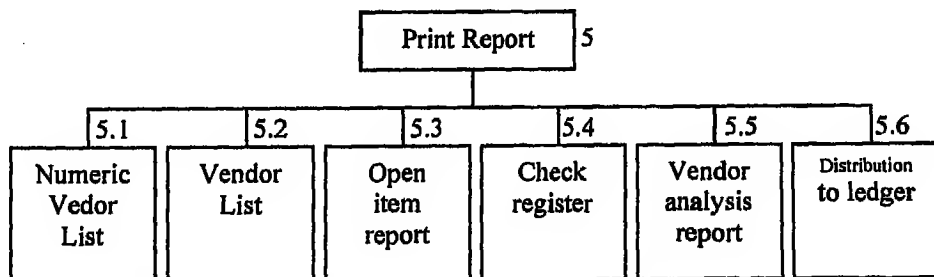 Print Report 5
5.1 5.2 5.3 5.4 5.5 5.6
Numeric
Vedor
List
Vendor
List
Open
item
report
Check
register
Vendor
analysis
report
Distribution
to ledger